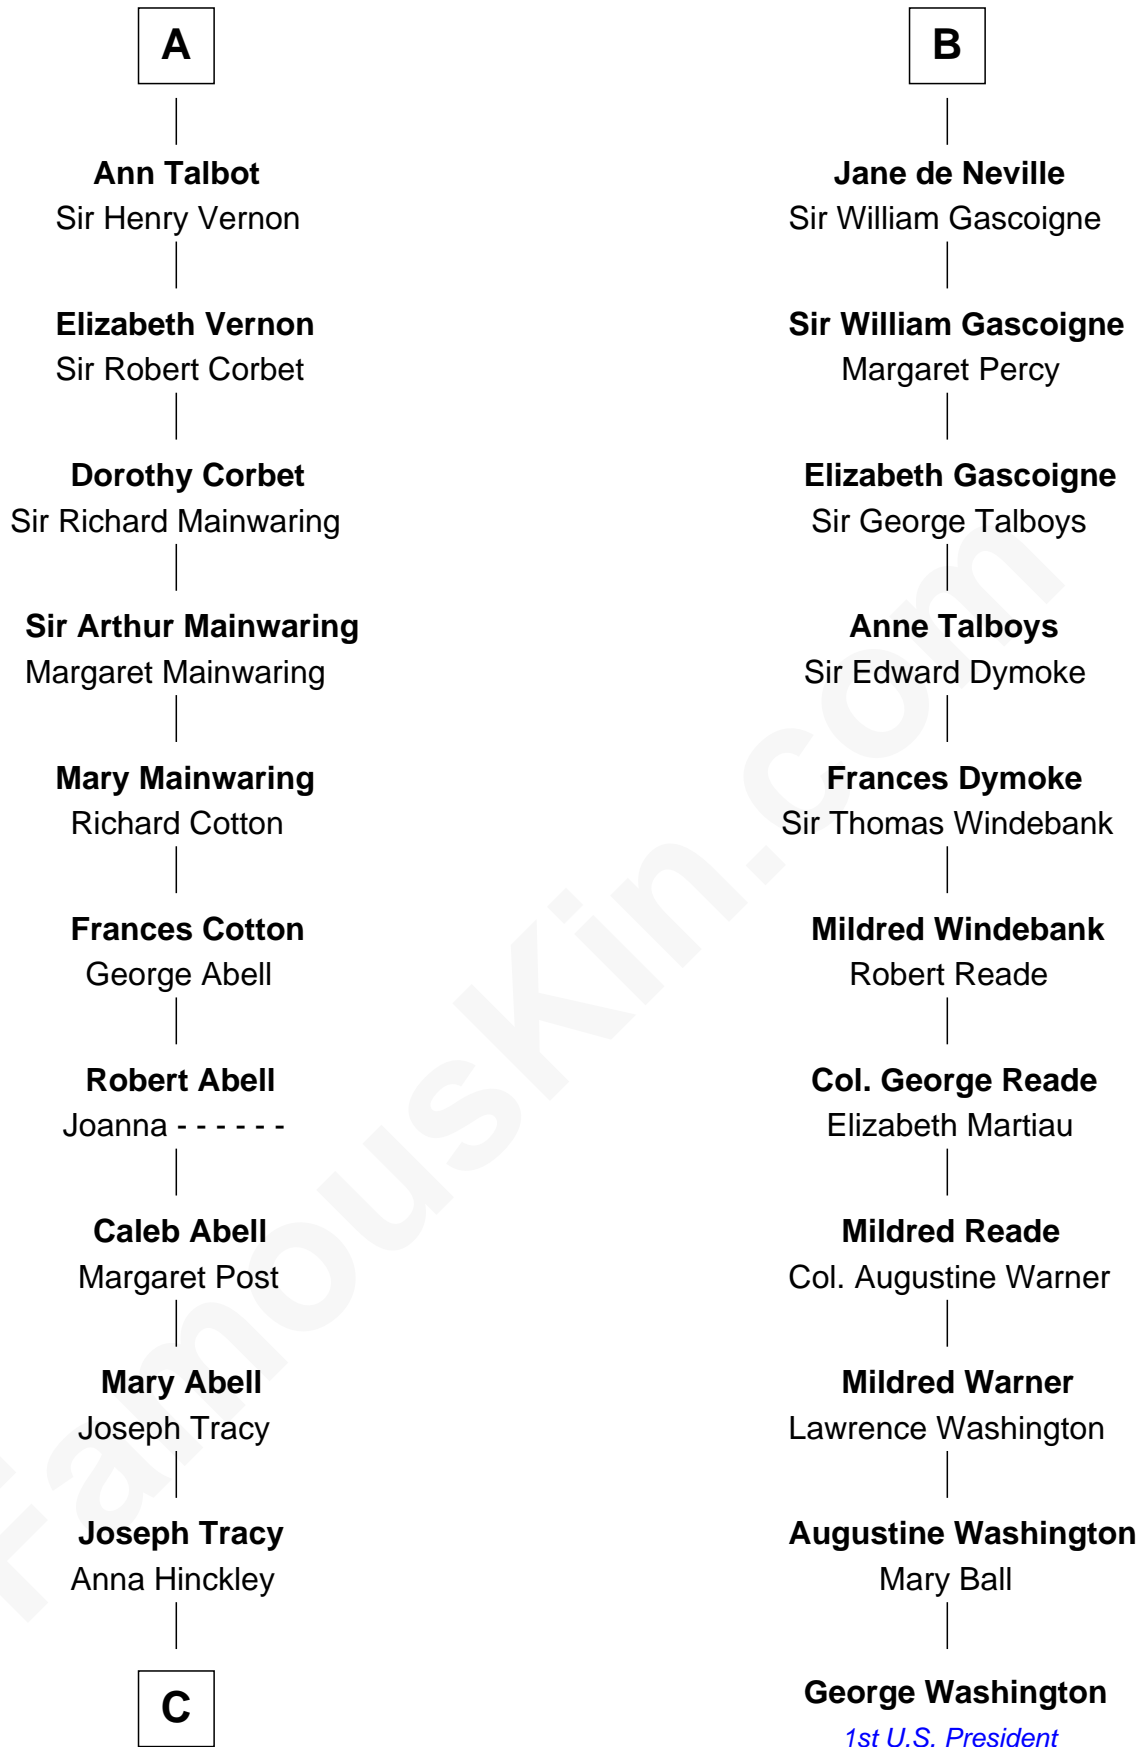 A
Ann Talbot
Sir Henry Vernon
Elizabeth Vernon
Sir Robert Corbet
Dorothy Corbet
Sir Richard Mainwaring
Sir Arthur Mainwaring
Margaret Mainwaring
Mary Mainwaring
Richard Cotton
Frances Cotton
George Abell
Robert Abell
Joanna - - - - - -
Caleb Abell
Margaret Post
Mary Abell
Joseph Tracy
Joseph Tracy
Anna Hinckley
C
B
Jane de Neville
Sir William Gascoigne
Sir William Gascoigne
Margaret Percy
Elizabeth Gascoigne
Sir George Talboys
Anne Talboys
Sir Edward Dymoke
Frances Dymoke
Sir Thomas Windebank
Mildred Windebank
Robert Reade
Col. George Reade
Elizabeth Martiau
Mildred Reade
Col. Augustine Warner
Mildred Warner
Lawrence Washington
Augustine Washington
Mary Ball
George Washington
1st U.S. President
FamousKin.com